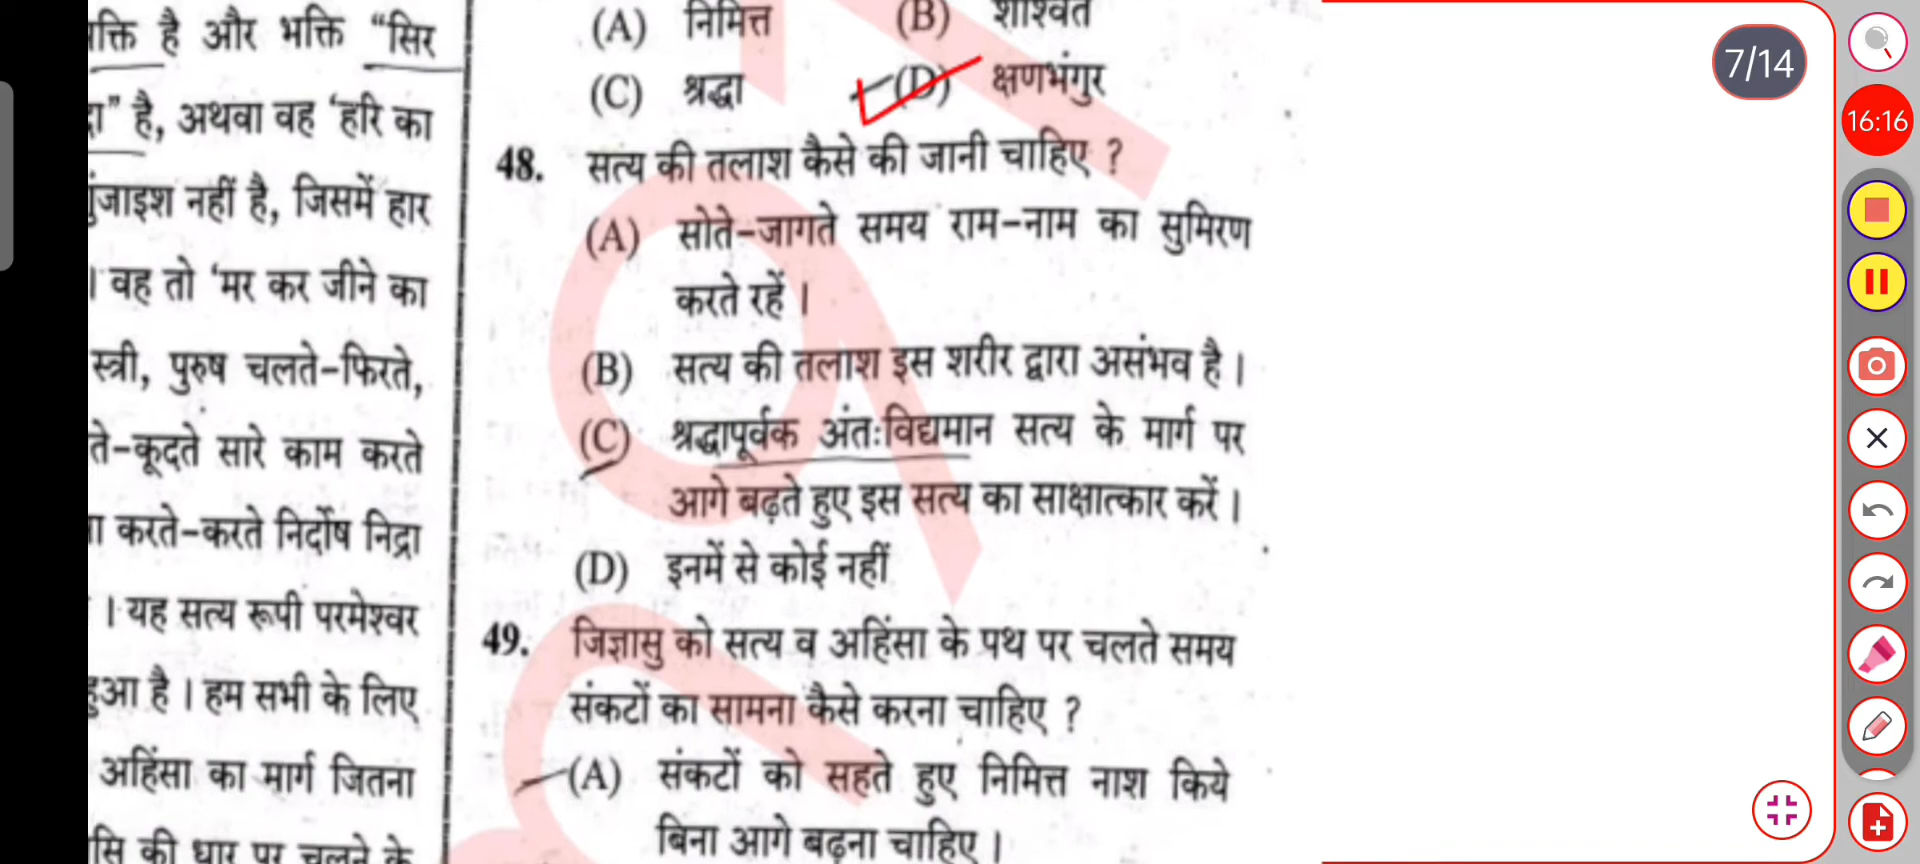 क्ति है और भक्ति “सिर
ा” है, अथवा वह ‘हरि का
गुंजाइश नहीं है, जिसमें हार
। वह तो ‘मर कर जीने का
स्त्री, पुरुष चलते-फिरते,
ते-कूदते सारे काम करते
ा करते-करते निर्दोष निद्रा
। यह सत्य रूपी परमेश्वर
हुआ है । हम सभी के लिए
अहिंसा का मार्ग जितना
सि की धार पर चलने के
(A) निमित्त (B) शाश्वत
(C) श्रद्धा (D) क्षणभंगुर
48. सत्य की तलाश कैसे की जानी चाहिए ?
(A) सोते-जागते समय राम-नाम का सुमिरण
करते रहें ।
(B) सत्य की तलाश इस शरीर द्वारा असंभव है ।
(C) श्रद्धापूर्वक अंतःविद्यमान सत्य के मार्ग पर
आगे बढ़ते हुए इस सत्य का साक्षात्कार करें ।
(D) इनमें से कोई नहीं
49. जिज्ञासु को सत्य व अहिंसा के पथ पर चलते समय
संकटों का सामना कैसे करना चाहिए ?
(A) संकटों को सहते हुए निमित्त नाश किये
बिना आगे बढ़ना चाहिए ।
7/14
16:16